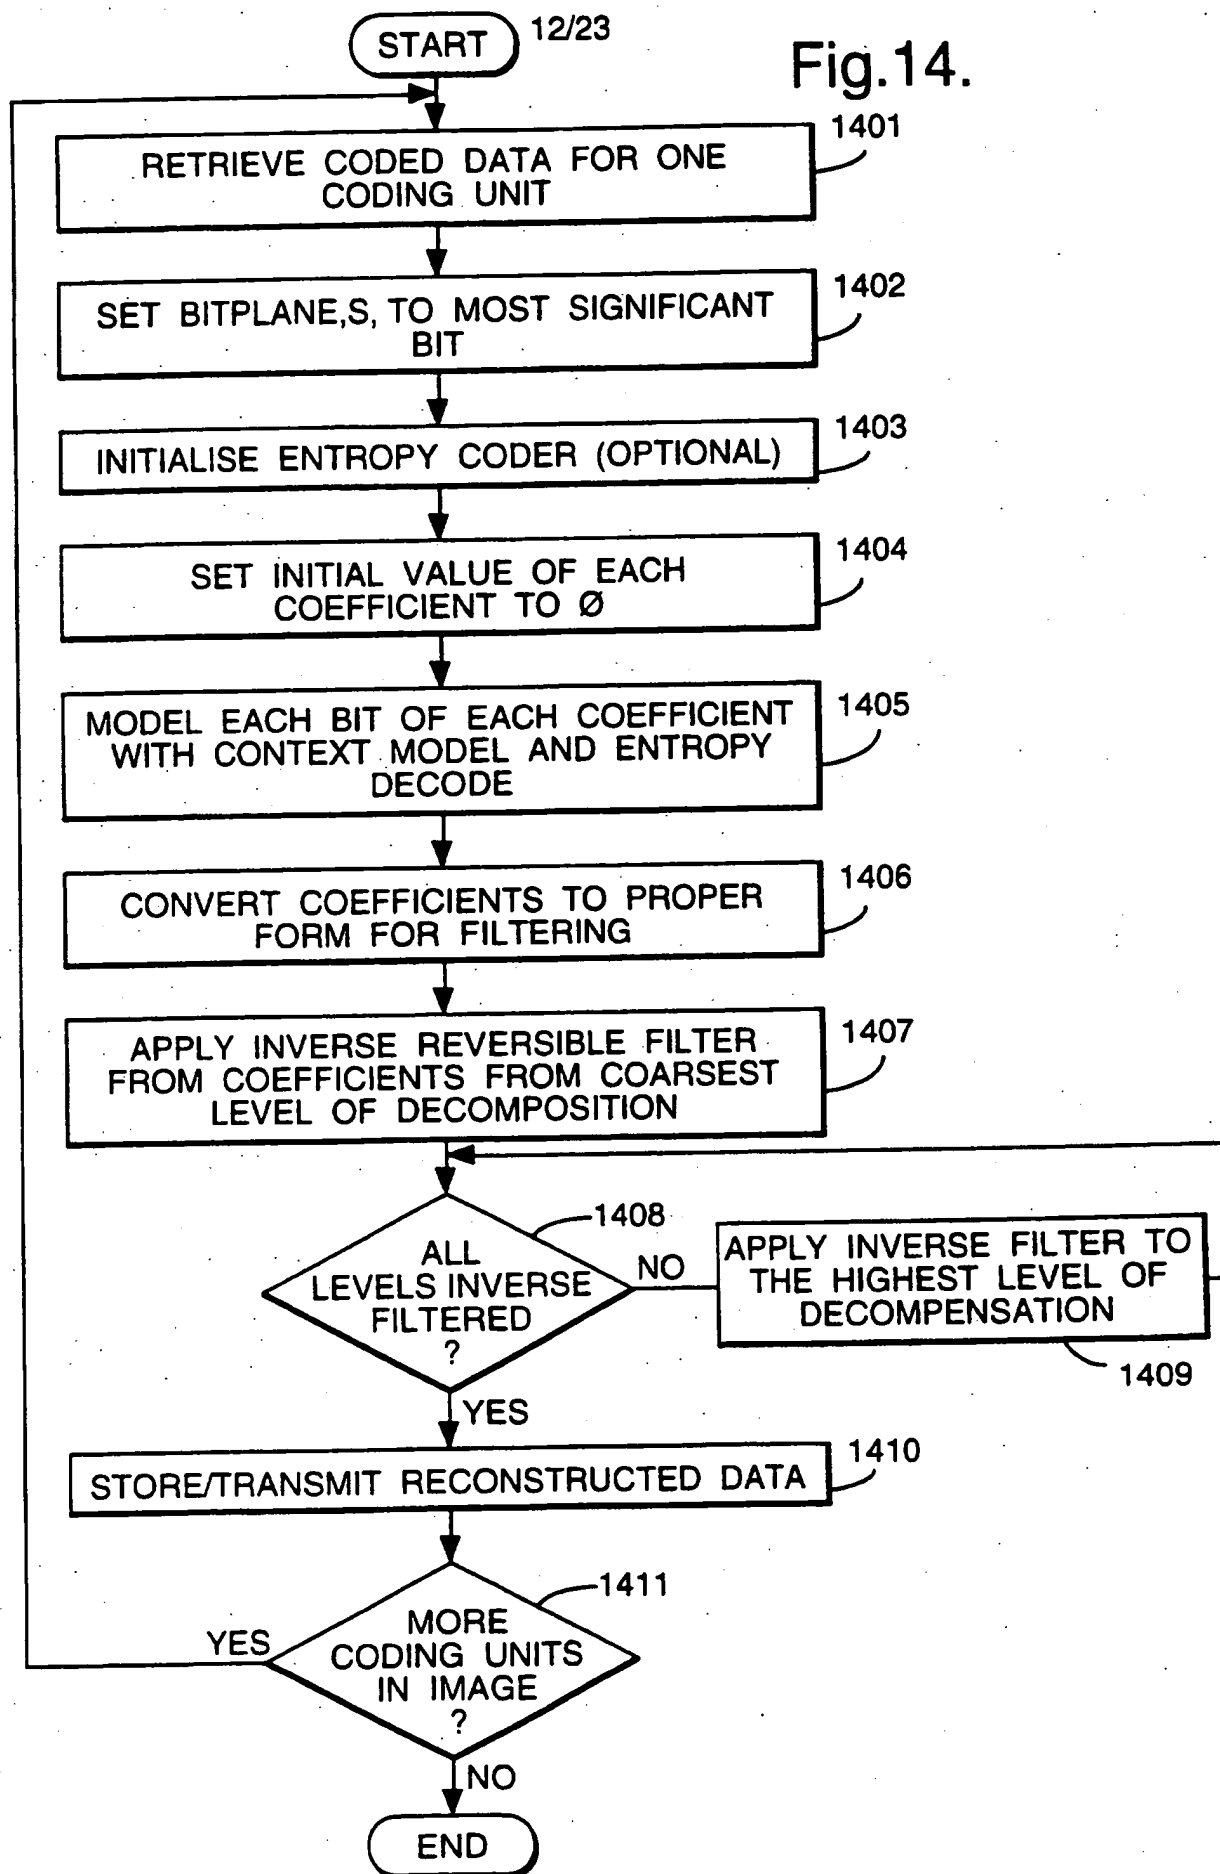 START
12/23
Fig.14.
1401
RETRIEVE CODED DATA FOR ONE
CODING UNIT
1402
SET BITPLANE,S, TO MOST SIGNIFICANT
BIT
1403
INITIALISE ENTROPY CODER (OPTIONAL)
1404
SET INITIAL VALUE OF EACH
COEFFICIENT TO Ø
1405
MODEL EACH BIT OF EACH COEFFICIENT
WITH CONTEXT MODEL AND ENTROPY
DECODE
1406
CONVERT COEFFICIENTS TO PROPER
FORM FOR FILTERING
1407
APPLY INVERSE REVERSIBLE FILTER
FROM COEFFICIENTS FROM COARSEST
LEVEL OF DECOMPOSITION
1408
ALL
LEVELS INVERSE
FILTERED
?
NO
APPLY INVERSE FILTER TO
THE HIGHEST LEVEL OF
DECOMPENSATION
1409
YES
1410
STORE/TRANSMIT RECONSTRUCTED DATA
1411
MORE
CODING UNITS
IN IMAGE
?
YES
NO
END